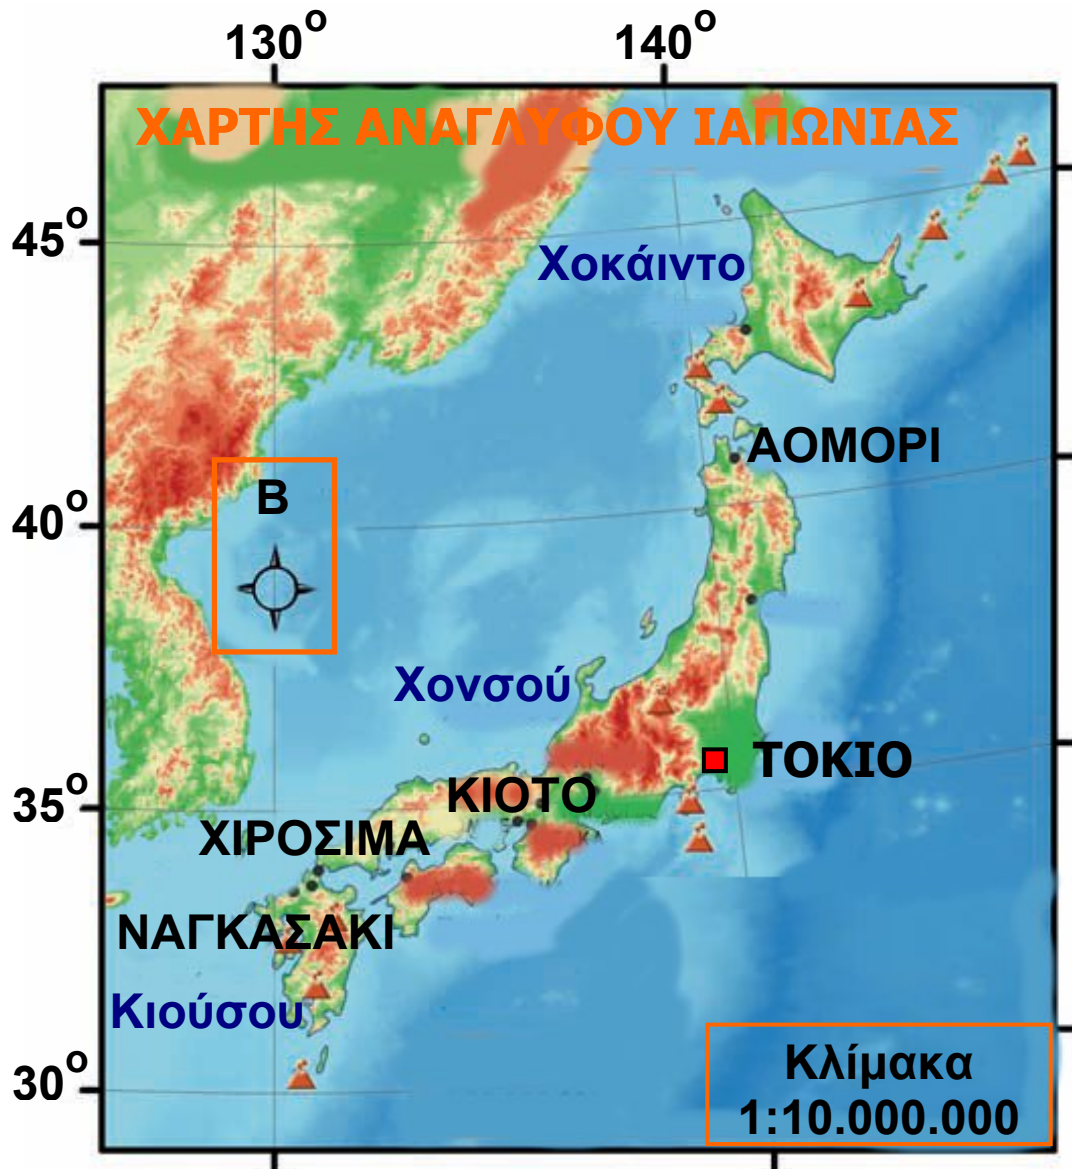 130°
140°
ΧΑΡΤΗΣ ΑΝΑΓΛΥΦΟΥ ΙΑΠΩΝΙΑΣ
45°
Χοκάιντο
ΑΟΜΟΡΙ
Β
40°
Χονσού
ΤΟΚΙΟ
ΚΙΟΤΟ
35°
ΧΙΡΟΣΙΜΑ
ΝΑΓΚΑΣΑΚΙ
Κιούσου
Κλίμακα
1:10.000.000
30°